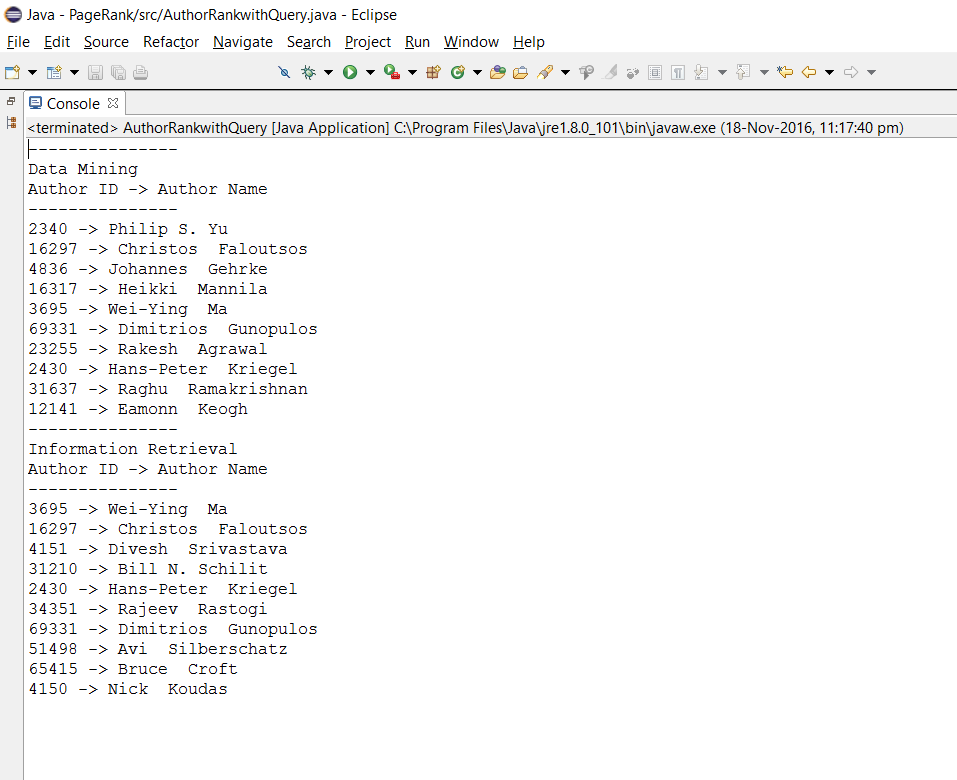 Java - PageRank/src/AuthorRankwithQuery.java - Eclipse
File Edit Source Refactor Navigate Search Project Run Window Help
Console
<terminated> AuthorRankwithQuery [Java Application] C:\Program Files\Java\jre1.8.0_101\bin\javaw.exe (18-Nov-2016, 11:17:40 pm)
---------------
Data Mining
Author ID -> Author Name
---------------
2340 -> Philip S. Yu
16297 -> Christos  Faloutsos
4836 -> Johannes  Gehrke
16317 -> Heikki  Mannila
3695 -> Wei-Ying  Ma
69331 -> Dimitrios  Gunopulos
23255 -> Rakesh  Agrawal
2430 -> Hans-Peter  Kriegel
31637 -> Raghu  Ramakrishnan
12141 -> Eamonn  Keogh
---------------
Information Retrieval
Author ID -> Author Name
---------------
3695 -> Wei-Ying  Ma
16297 -> Christos  Faloutsos
4151 -> Divesh  Srivastava
31210 -> Bill N. Schilit
2430 -> Hans-Peter  Kriegel
34351 -> Rajeev  Rastogi
69331 -> Dimitrios  Gunopulos
51498 -> Avi  Silberschatz
65415 -> Bruce  Croft
4150 -> Nick  Koudas